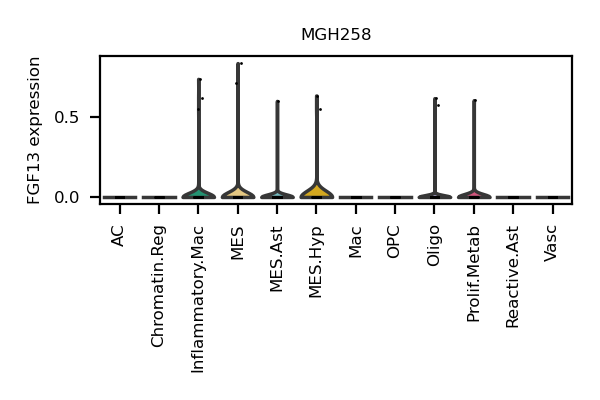 MGH258
FGF13 expression
0.5
0.0
AC
Chromatin.Reg
Inflammatory.Mac
MES
MES.Ast
MES.Hyp
Mac
OPC
Oligo
Prolif.Metab
Reactive.Ast
Vasc